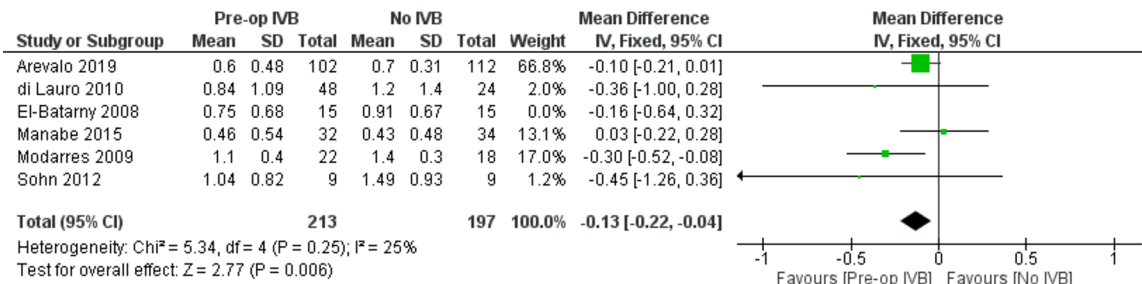 Pre-op IVB No IVB Mean Difference Mean Difference
Study or Subgroup Mean SD Total Mean SD Total Weight IV, Fixed, 95% CI IV, Fixed, 95% CI
Arevalo 2019 0.6 0.48 102 0.7 0.31 112 66.8% -0.10 [-0.21, 0.01]
di Lauro 2010 0.84 1.09 48 1.2 1.4 24 2.0% -0.36 [-1.00, 0.28]
El-Batarny 2008 0.75 0.68 15 0.91 0.67 15 0.0% -0.16 [-0.64, 0.32]
Manabe 2015 0.46 0.54 32 0.43 0.48 34 13.1% 0.03 [-0.22, 0.28]
Modarres 2009 1.1 0.4 22 1.4 0.3 18 17.0% -0.30 [-0.52, -0.08]
Sohn 2012 1.04 0.82 9 1.49 0.93 9 1.2% -0.45 [-1.26, 0.36]
Total (95% CI) 213 197 100.0% -0.13 [-0.22, -0.04]
Heterogeneity: Chi² = 5.34, df = 4 (P = 0.25); I² = 25%
Test for overall effect: Z = 2.77 (P = 0.006)
-1 -0.5 0 0.5 1
Favours [Pre-op IVB] Favours [No IVB]